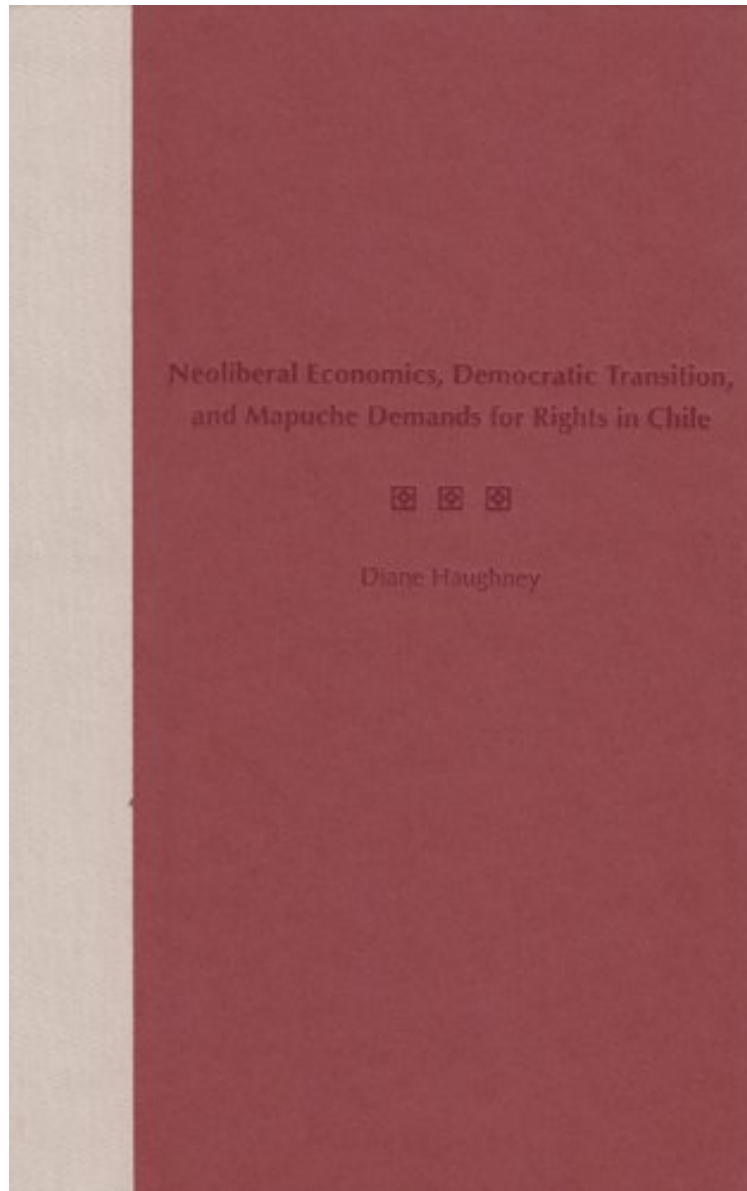 Neoliberal Economics, Democratic Transition,
and Mapuche Demands for Rights in Chile
Diane Haughney